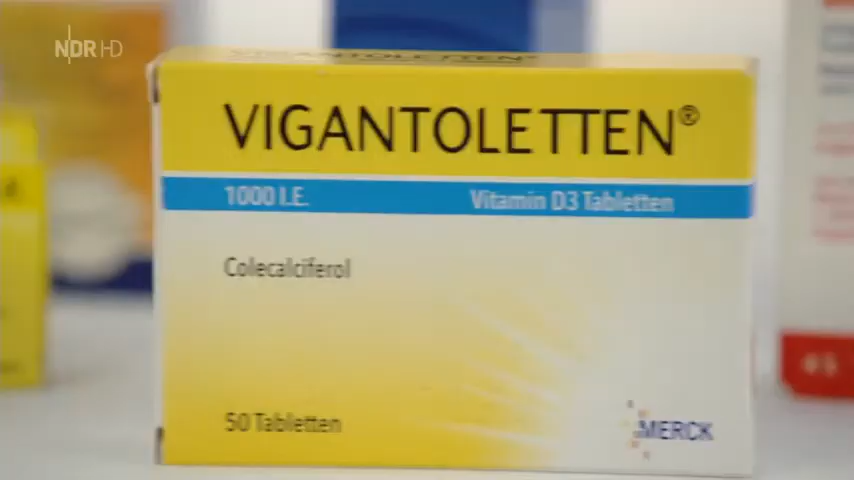 NDR HD
VIGANTOLETTEN®
1000 I.E. Vitamin D3 Tabletten
Colecalciferol
50 Tabletten
MERCK